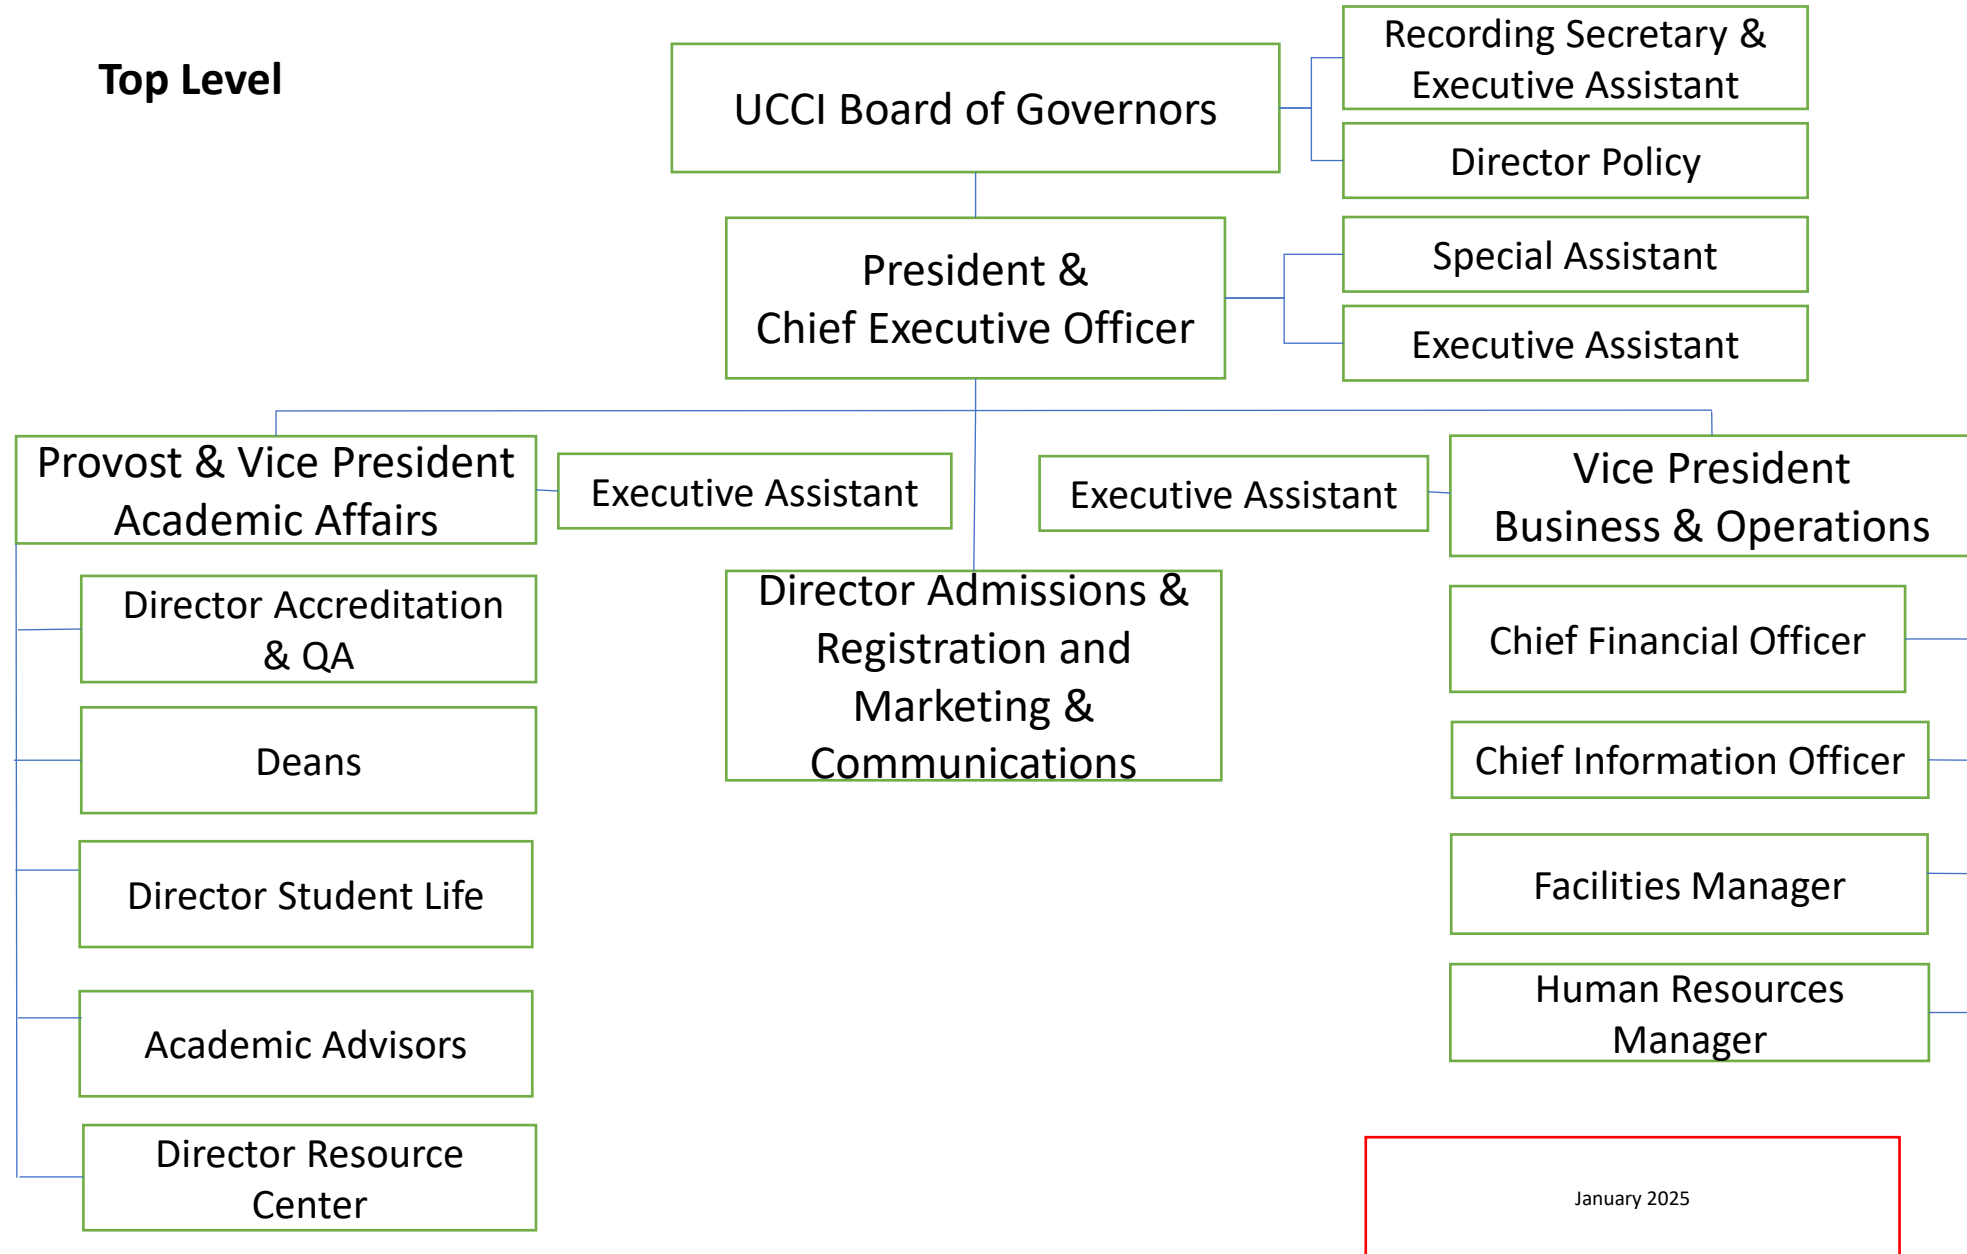 Top Level
UCCI Board of Governors
Recording Secretary &
Executive Assistant
Director Policy
President &
Chief Executive Officer
Special Assistant
Executive Assistant
Provost & Vice President
Academic Affairs
Executive Assistant
Executive Assistant
Vice President
Business & Operations
Director Accreditation
& QA
Deans
Director Student Life
Academic Advisors
Director Resource
Center
Director Admissions &
Registration and
Marketing &
Communications
Chief Financial Officer
Chief Information Officer
Facilities Manager
Human Resources
Manager
January 2025